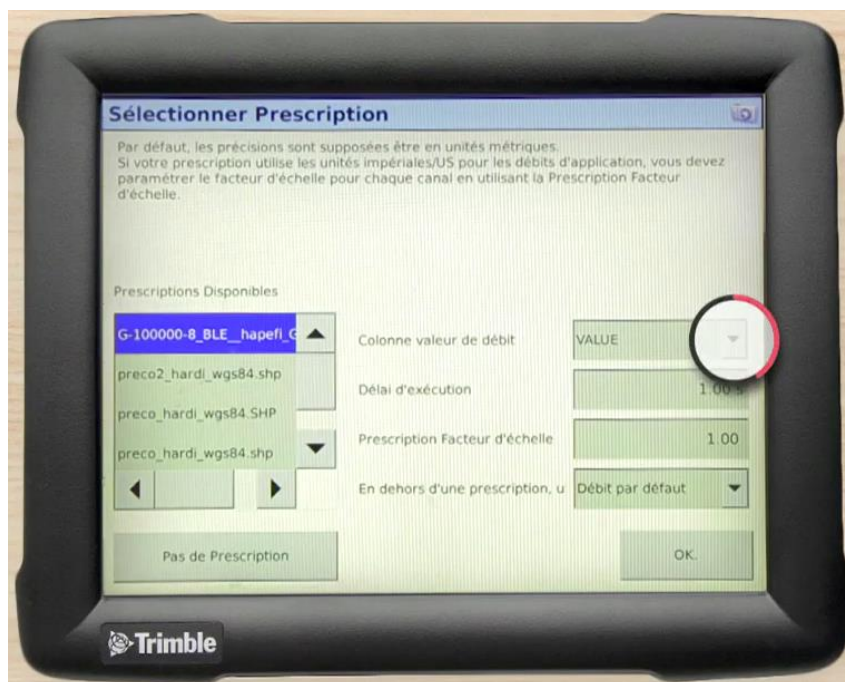 Sélectionner Prescription
Par défaut, les précisions sont supposées être en unités métriques.
Si votre prescription utilise les unités impériales/US pour les débits d'application, vous devez
paramétrer le facteur d'échelle pour chaque canal en utilisant la Prescription Facteur
d'échelle.
Prescriptions Disponibles
G-100000-8_BLE__hapefi_G
preco2_hardi_wgs84.shp
preco_hardi_wgs84.SHP
preco_hardi_wgs84.shp
Colonne valeur de débit VALUE
Délai d'exécution 1.00 s
Prescription Facteur d'échelle 1.00
En dehors d'une prescription, u Débit par défaut
Pas de Prescription
OK.
Trimble